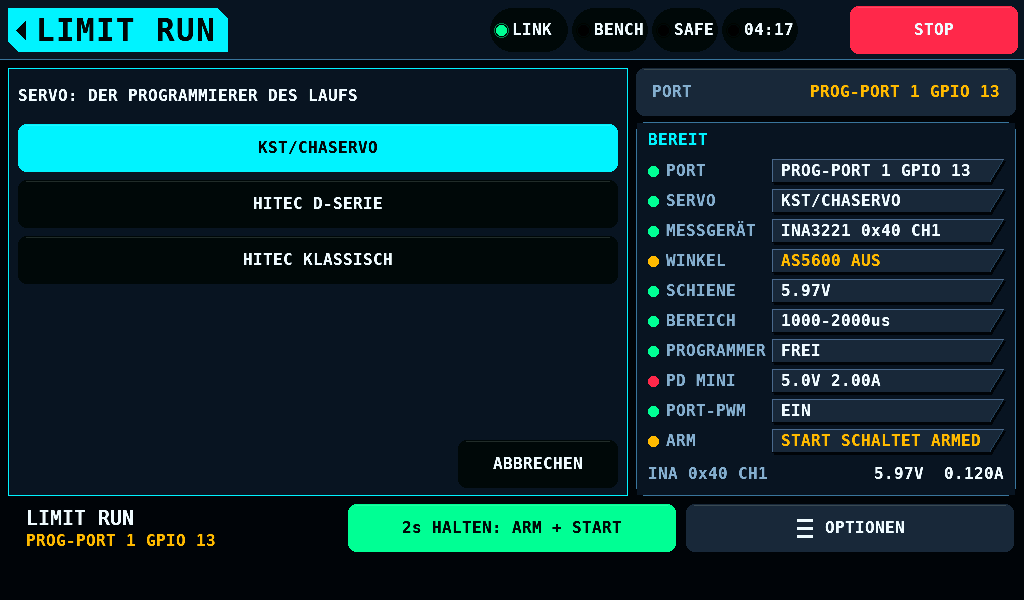 LIMIT RUN
LINK
BENCH
SAFE
04:17
STOP
SERVO: DER PROGRAMMIERER DES LAUFS
KST/CHASERVO
HITEC D-SERIE
HITEC KLASSISCH
ABBRECHEN
PORT PROG-PORT 1 GPIO 13
BEREIT
PORT PROG-PORT 1 GPIO 13
SERVO KST/CHASERVO
MESSGERÄT INA3221 0x40 CH1
WINKEL AS5600 AUS
SCHIENE 5.97V
BEREICH 1000-2000us
PROGRAMMER FREI
PD MINI 5.0V 2.00A
PORT-PWM EIN
ARM START SCHALTET ARMED
INA 0x40 CH1 5.97V 0.120A
LIMIT RUN
PROG-PORT 1 GPIO 13
2s HALTEN: ARM + START
OPTIONEN